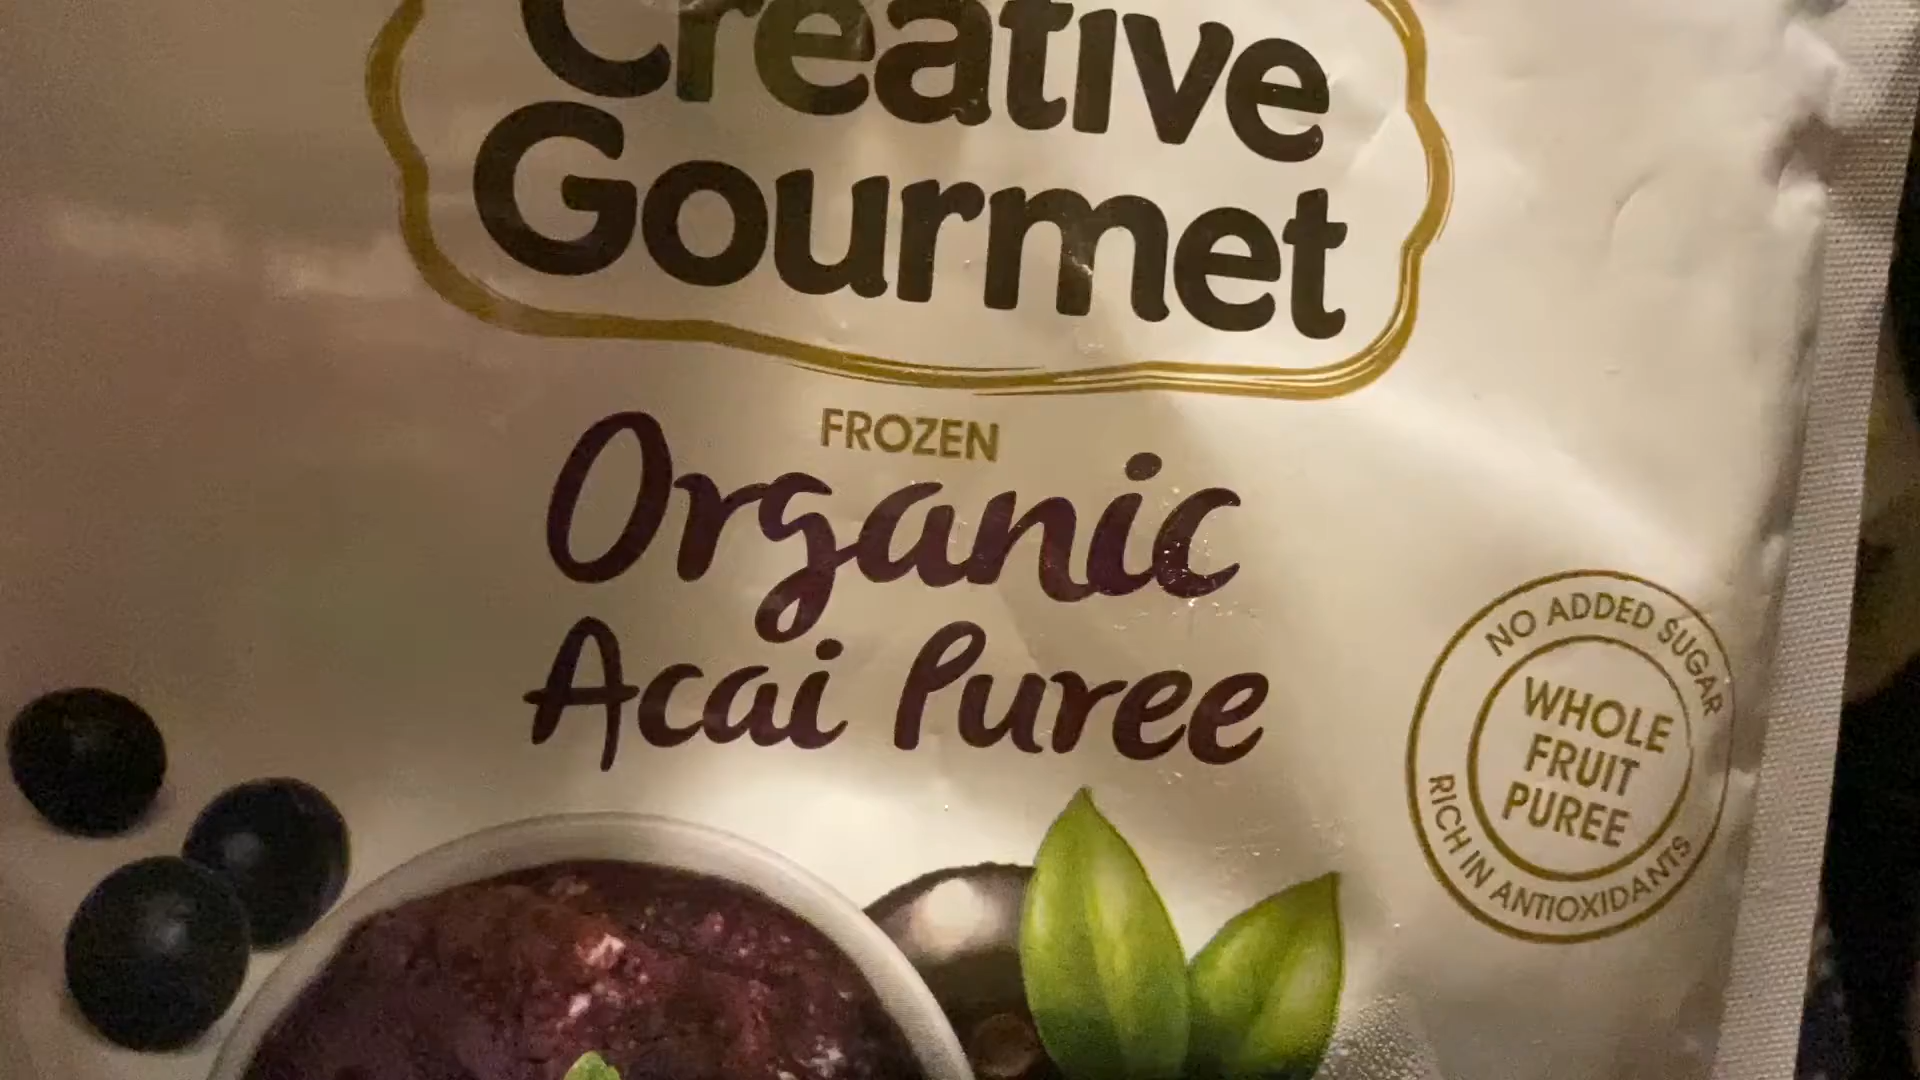 Creative
Gourmet
FROZEN
Organic
Acai Puree
NO ADDED SUGAR
WHOLE
FRUIT
PUREE
RICH IN ANTIOXIDANTS